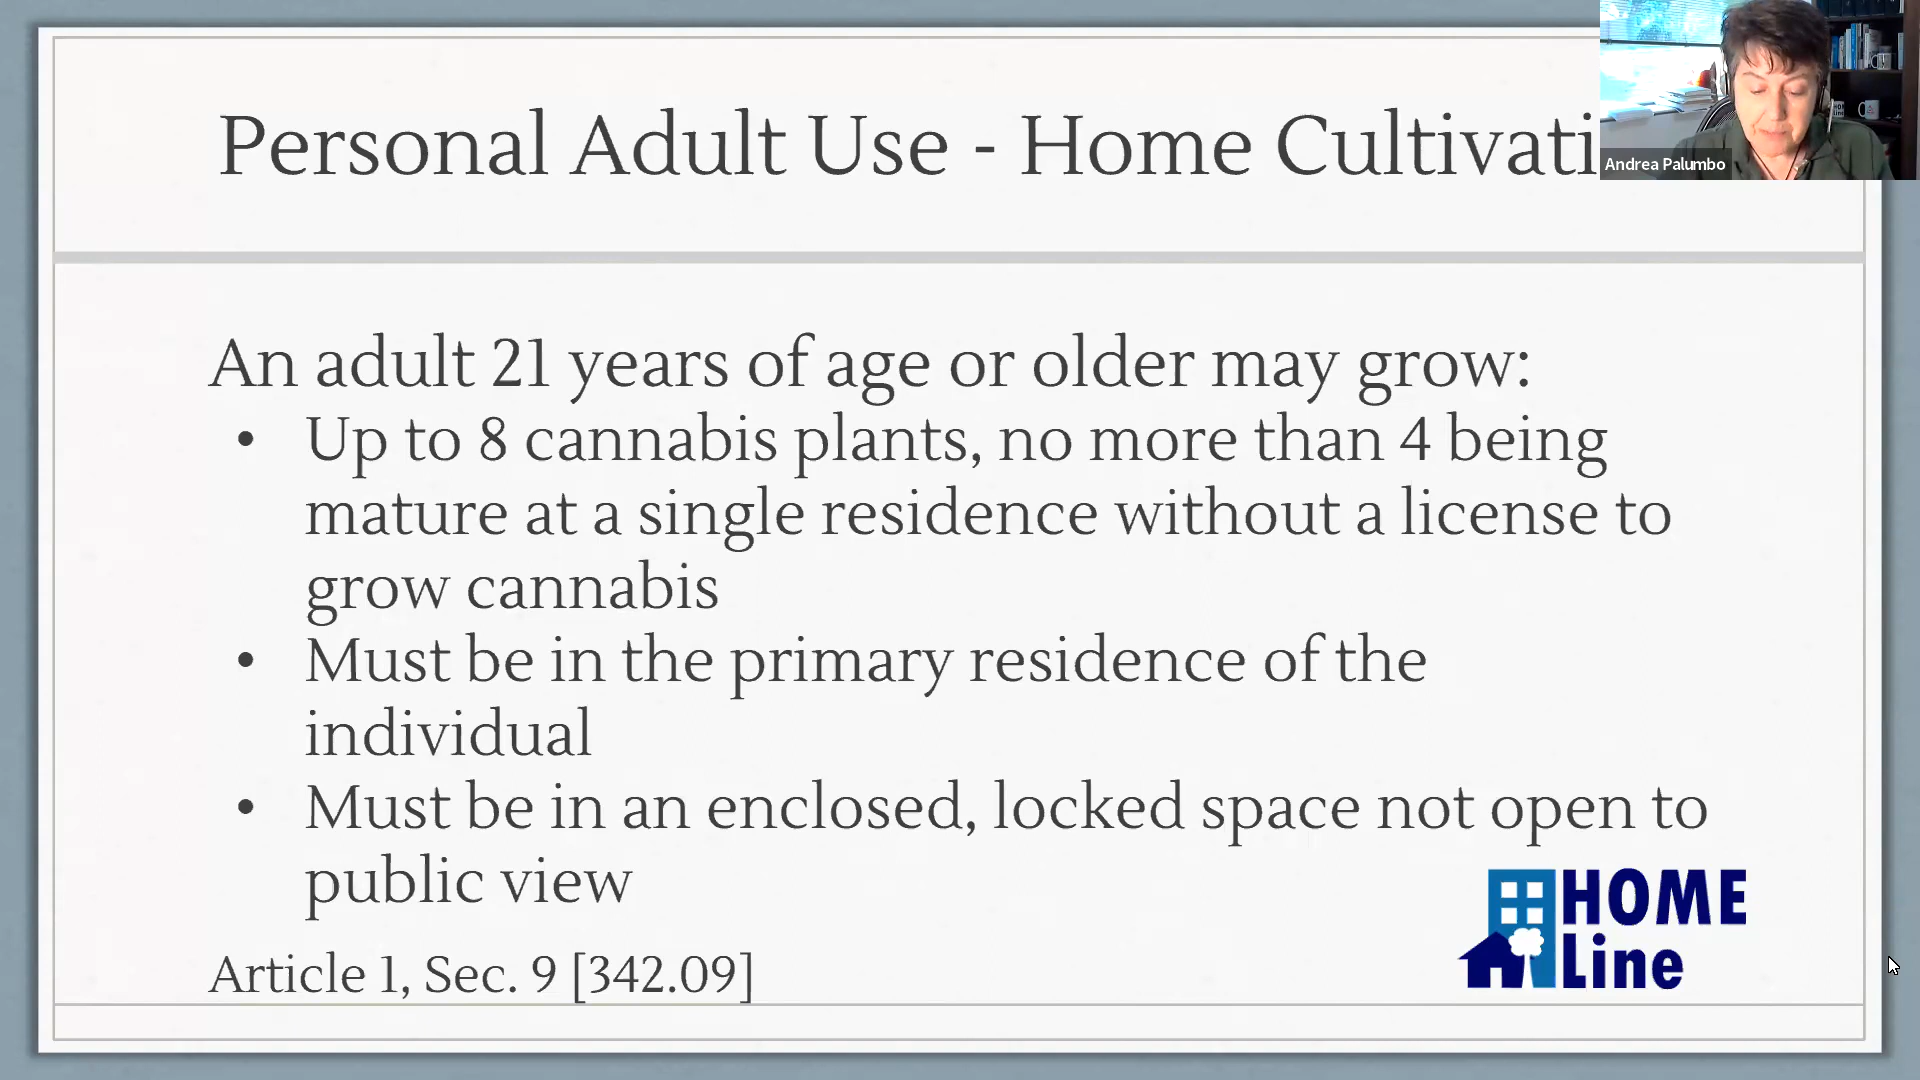 Personal Adult Use - Home Cultivati
Andrea Palumbo
An adult 21 years of age or older may grow:
• Up to 8 cannabis plants, no more than 4 being
mature at a single residence without a license to
grow cannabis
• Must be in the primary residence of the
individual
• Must be in an enclosed, locked space not open to
public view
HOME
Line
Article 1, Sec. 9 [342.09]